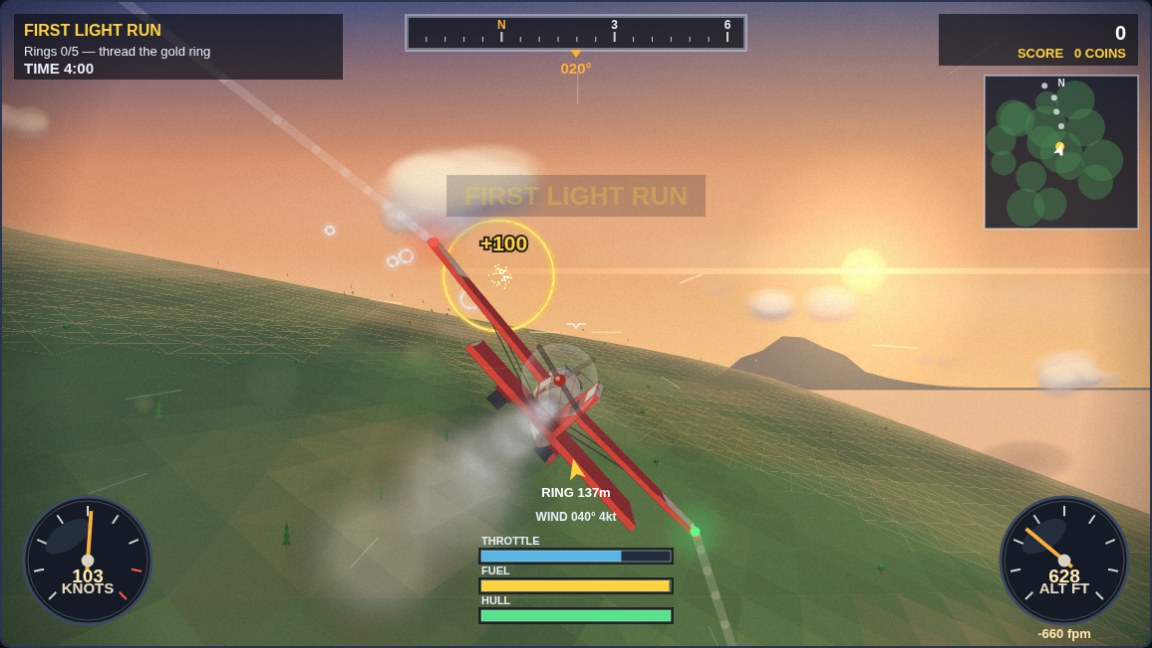 FIRST LIGHT RUN
Rings 0/5 — thread the gold ring
TIME 4:00
N 3 6
020°
0
SCORE 0 COINS
N
FIRST LIGHT RUN
+100
RING 137m
WIND 040° 4kt
THROTTLE
FUEL
HULL
103
KNOTS
628
ALT FT
-660 fpm